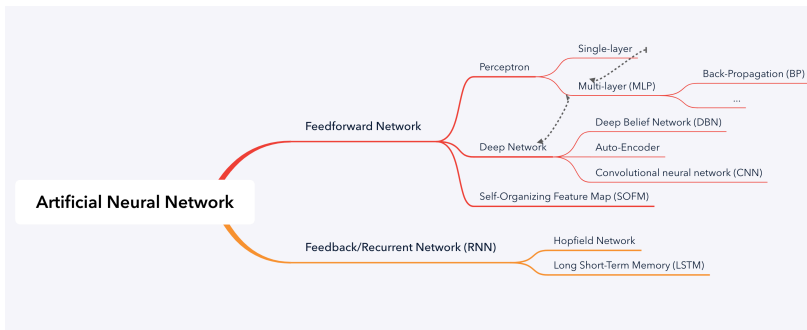 Single-layer
Perceptron
Multi-layer (MLP)
Back-Propagation (BP)
...
Feedforward Network
Deep Belief Network (DBN)
Deep Network
Auto-Encoder
Convolutional neural network (CNN)
Self-Organizing Feature Map (SOFM)
Artificial Neural Network
Feedback/Recurrent Network (RNN)
Hopfield Network
Long Short-Term Memory (LSTM)